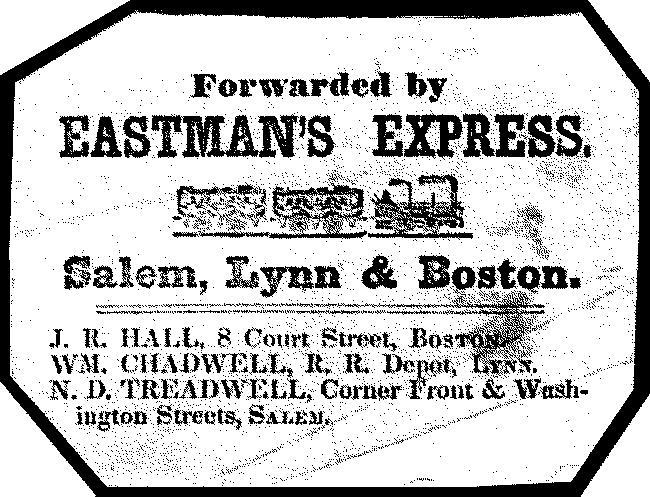 Forwarded by
EASTMAN'S EXPRESS.
Salem, Lynn & Boston.
J. R. HALL, 8 Court Street, BOSTON.
WM. CHADWELL, R. R. Depot, LYNN.
N. D. TREADWELL, Corner Front & Wash-
ington Streets, SALEM.